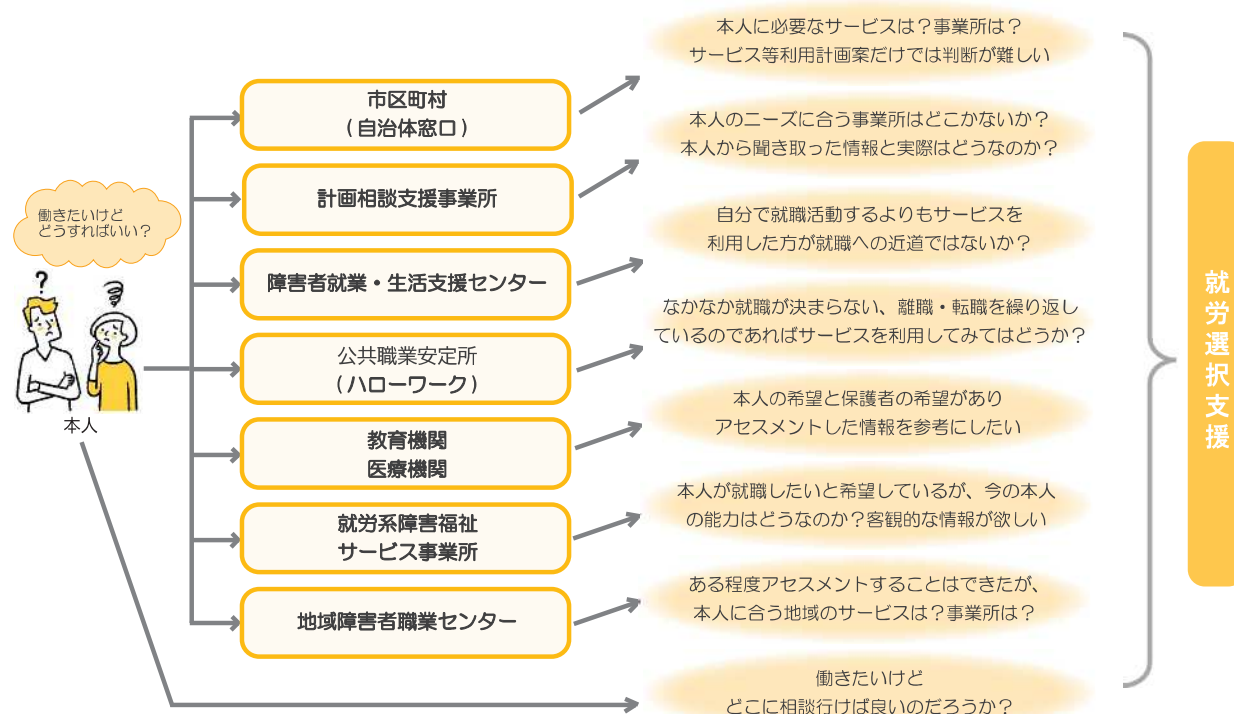 働きたいけど
どうすればいい？
？
本人
市区町村
（自治体窓口）
計画相談支援事業所
障害者就業・生活支援センター
公共職業安定所
（ハローワーク）
教育機関
医療機関
就労系障害福祉
サービス事業所
地域障害者職業センター
本人に必要なサービスは？事業所は？
サービス等利用計画案だけでは判断が難しい
本人のニーズに合う事業所はどこかないか？
本人から聞き取った情報と実際はどうなのか？
自分で就職活動するよりもサービスを
利用した方が就職への近道ではないか？
なかなか就職が決まらない、離職・転職を繰り返し
ているのであればサービスを利用してみてはどうか？
本人の希望と保護者の希望があり
アセスメントした情報を参考にしたい
本人が就職したいと希望しているが、今の本人
の能力はどうなのか？客観的な情報が欲しい
ある程度アセスメントすることはできたが、
本人に合う地域のサービスは？事業所は？
働きたいけど
どこに相談行けば良いのだろうか？
就労選択支援